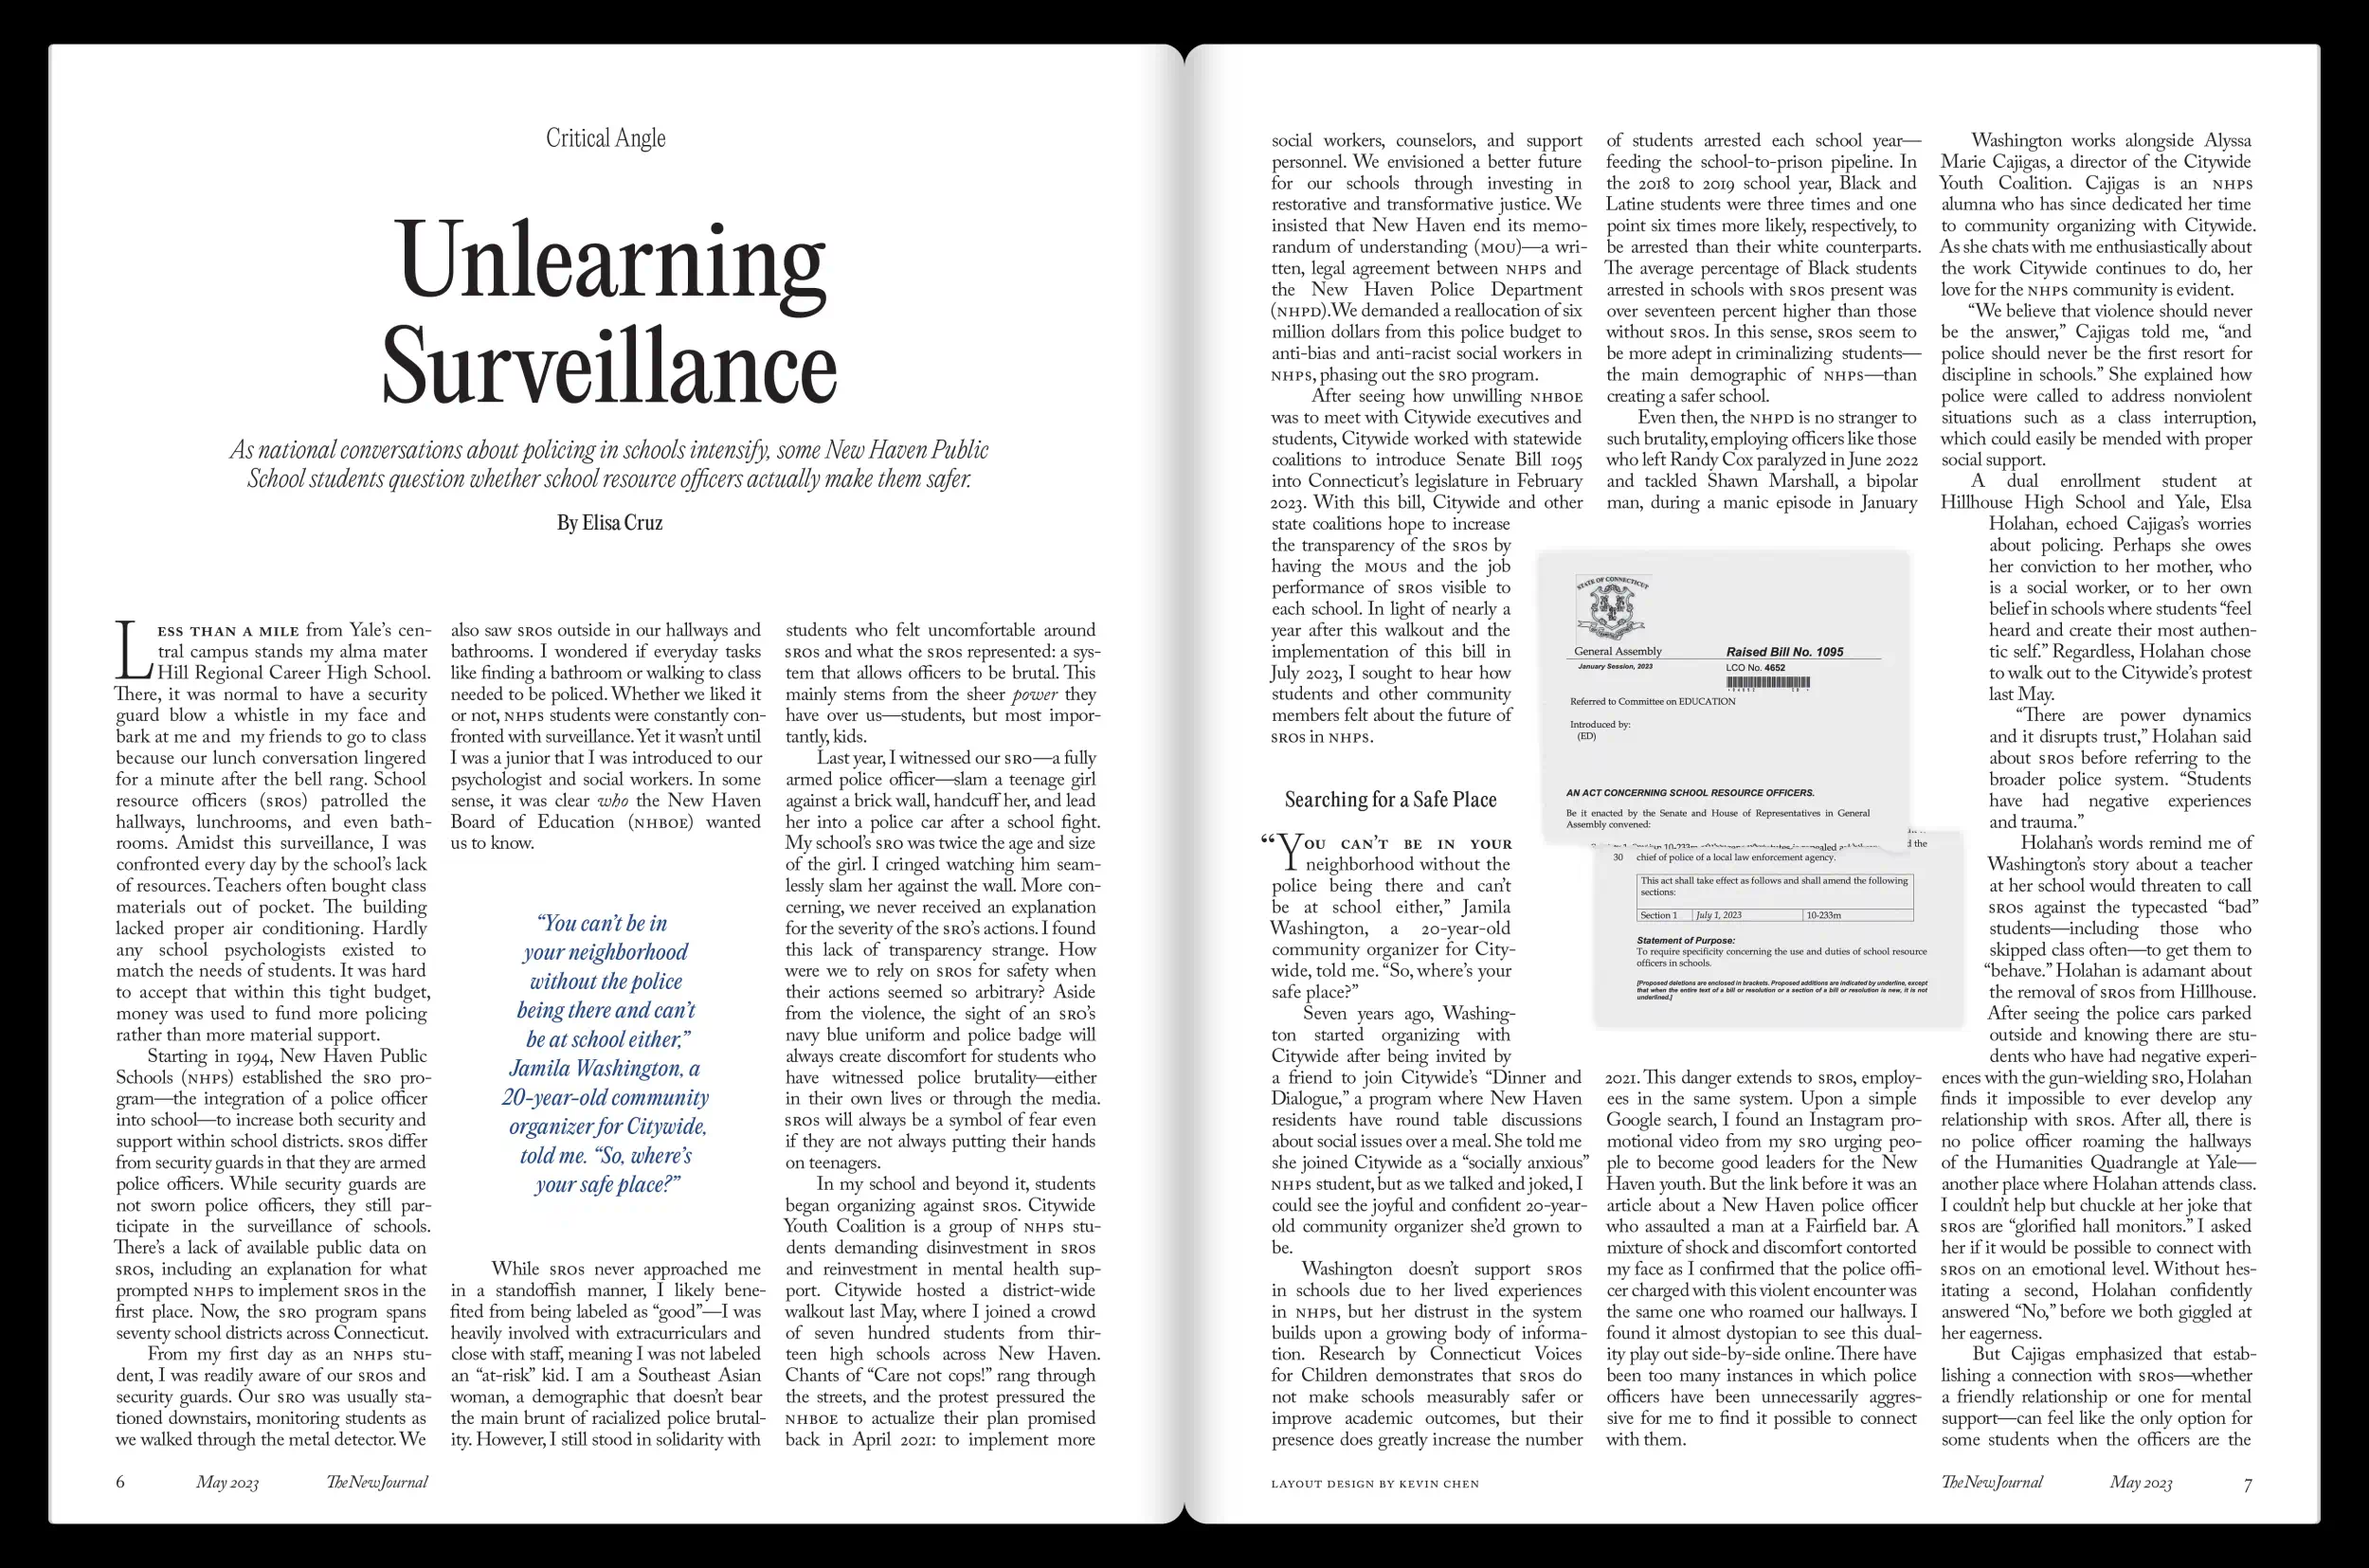 Critical Angle
Unlearning
Surveillance
As national conversations about policing in schools intensify, some New Haven Public
School students question whether school resource officers actually make them safer.
By Elisa Cruz
LESS THAN A MILE from Yale's cen-
tral campus stands my alma mater
Hill Regional Career High School.
There, it was normal to have a security
guard blow a whistle in my face and
bark at me and my friends to go to class
because our lunch conversation lingered
for a minute after the bell rang. School
resource officers (SROs) patrolled the
hallways, lunchrooms, and even bath-
rooms. Amidst this surveillance, I was
confronted every day by the school's lack
of resources. Teachers often bought class
materials out of pocket. The building
lacked proper air conditioning. Hardly
any school psychologists existed to
match the needs of students. It was hard
to accept that within this tight budget,
money was used to fund more policing
rather than more material support.
Starting in 1994, New Haven Public
Schools (NHPS) established the SRO pro-
gram—the integration of a police officer
into school—to increase both security and
support within school districts. SROs differ
from security guards in that they are armed
police officers. While security guards are
not sworn police officers, they still par-
ticipate in the surveillance of schools.
There's a lack of available public data on
SROs, including an explanation for what
prompted NHPS to implement SROs in the
first place. Now, the SRO program spans
seventy school districts across Connecticut.
From my first day as an NHPS stu-
dent, I was readily aware of our SROs and
security guards. Our SRO was usually sta-
tioned downstairs, monitoring students as
we walked through the metal detector. We
also saw SROs outside in our hallways and
bathrooms. I wondered if everyday tasks
like finding a bathroom or walking to class
needed to be policed. Whether we liked it
or not, NHPS students were constantly con-
fronted with surveillance. Yet it wasn't until
I was a junior that I was introduced to our
psychologist and social workers. In some
sense, it was clear who the New Haven
Board of Education (NHBOE) wanted
us to know.
"You can't be in
your neighborhood
without the police
being there and can't
be at school either,"
Jamila Washington, a
20-year-old community
organizer for Citywide,
told me. "So, where's
your safe place?"
While SROs never approached me
in a standoffish manner, I likely bene-
fited from being labeled as "good"—I was
heavily involved with extracurriculars and
close with staff, meaning I was not labeled
an "at-risk" kid. I am a Southeast Asian
woman, a demographic that doesn't bear
the main brunt of racialized police brutal-
ity. However, I still stood in solidarity with
students who felt uncomfortable around
SROs and what the SROs represented: a sys-
tem that allows officers to be brutal. This
mainly stems from the sheer power they
have over us—students, but most impor-
tantly, kids.
Last year, I witnessed our SRO—a fully
armed police officer—slam a teenage girl
against a brick wall, handcuff her, and lead
her into a police car after a school fight.
My school's SRO was twice the age and size
of the girl. I cringed watching him seam-
lessly slam her against the wall. More con-
cerning, we never received an explanation
for the severity of the SRO's actions. I found
this lack of transparency strange. How
were we to rely on SROs for safety when
their actions seemed so arbitrary? Aside
from the violence, the sight of an SRO's
navy blue uniform and police badge will
always create discomfort for students who
have witnessed police brutality—either
in their own lives or through the media.
SROs will always be a symbol of fear even
if they are not always putting their hands
on teenagers.
In my school and beyond it, students
began organizing against SROs. Citywide
Youth Coalition is a group of NHPS stu-
dents demanding disinvestment in SROs
and reinvestment in mental health sup-
port. Citywide hosted a district-wide
walkout last May, where I joined a crowd
of seven hundred students from thir-
teen high schools across New Haven.
Chants of "Care not cops!" rang through
the streets, and the protest pressured the
NHBOE to actualize their plan promised
back in April 2021: to implement more
6 May 2023 The New Journal
social workers, counselors, and support
personnel. We envisioned a better future
for our schools through investing in
restorative and transformative justice. We
insisted that New Haven end its memo-
randum of understanding (MOU)—a wri-
tten, legal agreement between NHPS and
the New Haven Police Department
(NHPD).We demanded a reallocation of six
million dollars from this police budget to
anti-bias and anti-racist social workers in
NHPS, phasing out the SRO program.
After seeing how unwilling NHBOE
was to meet with Citywide executives and
students, Citywide worked with statewide
coalitions to introduce Senate Bill 1095
into Connecticut's legislature in February
2023. With this bill, Citywide and other
state coalitions hope to increase
the transparency of the SROs by
having the MOUs and the job
performance of SROs visible to
each school. In light of nearly a
year after this walkout and the
implementation of this bill in
July 2023, I sought to hear how
students and other community
members felt about the future of
SROs in NHPS.
Searching for a Safe Place
"YOU CAN'T BE IN YOUR
neighborhood without the
police being there and can't
be at school either," Jamila
Washington, a 20-year-old
community organizer for City-
wide, told me. "So, where's your
safe place?"
Seven years ago, Washing-
ton started organizing with
Citywide after being invited by
a friend to join Citywide's "Dinner and
Dialogue," a program where New Haven
residents have round table discussions
about social issues over a meal. She told me
she joined Citywide as a "socially anxious"
NHPS student, but as we talked and joked, I
could see the joyful and confident 20-year-
old community organizer she'd grown to
be.
Washington doesn't support SROs
in schools due to her lived experiences
in NHPS, but her distrust in the system
builds upon a growing body of informa-
tion. Research by Connecticut Voices
for Children demonstrates that SROs do
not make schools measurably safer or
improve academic outcomes, but their
presence does greatly increase the number
of students arrested each school year—
feeding the school-to-prison pipeline. In
the 2018 to 2019 school year, Black and
Latine students were three times and one
point six times more likely, respectively, to
be arrested than their white counterparts.
The average percentage of Black students
arrested in schools with SROs present was
over seventeen percent higher than those
without SROs. In this sense, SROs seem to
be more adept in criminalizing students—
the main demographic of NHPS—than
creating a safer school.
Even then, the NHPD is no stranger to
such brutality, employing officers like those
who left Randy Cox paralyzed in June 2022
and tackled Shawn Marshall, a bipolar
man, during a manic episode in January
STATE OF CONNECTICUT
General Assembly
Raised Bill No. 1095
January Session, 2023
LCO No. 4652
Referred to Committee on EDUCATION
Introduced by:
(ED)
AN ACT CONCERNING SCHOOL RESOURCE OFFICERS.
Be it enacted by the Senate and House of Representatives in General
Assembly convened:
30 chief of police of a local law enforcement agency.
This act shall take effect as follows and shall amend the following
sections:
Section 1 July 1, 2023 10-233m
Statement of Purpose:
To require specificity concerning the use and duties of school resource
officers in schools.
[Proposed deletions are enclosed in brackets. Proposed additions are indicated by underline, except
that when the entire text of a bill or resolution or a section of a bill or resolution is new, it is not
underlined.]
2021. This danger extends to SROs, employ-
ees in the same system. Upon a simple
Google search, I found an Instagram pro-
motional video from my SRO urging peo-
ple to become good leaders for the New
Haven youth. But the link before it was an
article about a New Haven police officer
who assaulted a man at a Fairfield bar. A
mixture of shock and discomfort contorted
my face as I confirmed that the police offi-
cer charged with this violent encounter was
the same one who roamed our hallways. I
found it almost dystopian to see this dual-
ity play out side-by-side online. There have
been too many instances in which police
officers have been unnecessarily aggres-
sive for me to find it possible to connect
with them.
Washington works alongside Alyssa
Marie Cajigas, a director of the Citywide
Youth Coalition. Cajigas is an NHPS
alumna who has since dedicated her time
to community organizing with Citywide.
As she chats with me enthusiastically about
the work Citywide continues to do, her
love for the NHPS community is evident.
"We believe that violence should never
be the answer," Cajigas told me, "and
police should never be the first resort for
discipline in schools." She explained how
police were called to address nonviolent
situations such as a class interruption,
which could easily be mended with proper
social support.
A dual enrollment student at
Hillhouse High School and Yale, Elsa
Holahan, echoed Cajigas's worries
about policing. Perhaps she owes
her conviction to her mother, who
is a social worker, or to her own
belief in schools where students "feel
heard and create their most authen-
tic self." Regardless, Holahan chose
to walk out to the Citywide's protest
last May.
"There are power dynamics
and it disrupts trust," Holahan said
about SROs before referring to the
broader police system. "Students
have had negative experiences
and trauma."
Holahan's words remind me of
Washington's story about a teacher
at her school would threaten to call
SROs against the typecasted "bad"
students—including those who
skipped class often—to get them to
"behave." Holahan is adamant about
the removal of SROs from Hillhouse.
After seeing the police cars parked
outside and knowing there are stu-
dents who have had negative experi-
ences with the gun-wielding SRO, Holahan
finds it impossible to ever develop any
relationship with SROs. After all, there is
no police officer roaming the hallways
of the Humanities Quadrangle at Yale—
another place where Holahan attends class.
I couldn't help but chuckle at her joke that
SROs are "glorified hall monitors." I asked
her if it would be possible to connect with
SROs on an emotional level. Without hes-
itating a second, Holahan confidently
answered "No," before we both giggled at
her eagerness.
But Cajigas emphasized that estab-
lishing a connection with SROs—whether
a friendly relationship or one for mental
support—can feel like the only option for
some students when the officers are the
LAYOUT DESIGN BY KEVIN CHEN
The New Journal May 2023 7